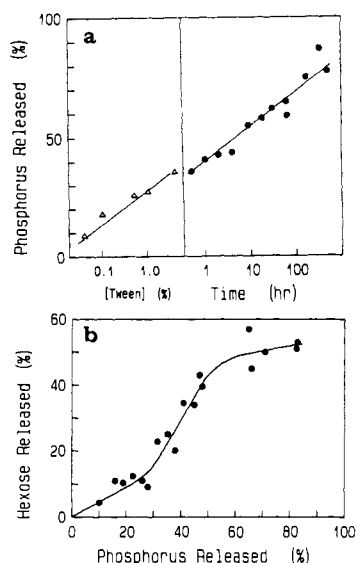 a
Phosphorus Released (%)
100
50
0
0.1 1.0 1 10 100
[Tween] (%) Time (hr)
b
Hexose Released (%)
60
40
20
0
0 20 40 60 80 100
Phosphorus Released (%)